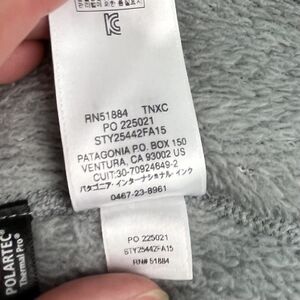 RN51884 TNXC
PO 225021
STY25442FA15
PATAGONIA P.O. BOX 150
VENTURA, CA 93002 US
CUIT:30-70924649-2
パタゴニア・インターナショナル・インク
0467-23-8961
PO 225021
STY25442FA15
RN# 51884
POLARTEC®
Thermal Pro®